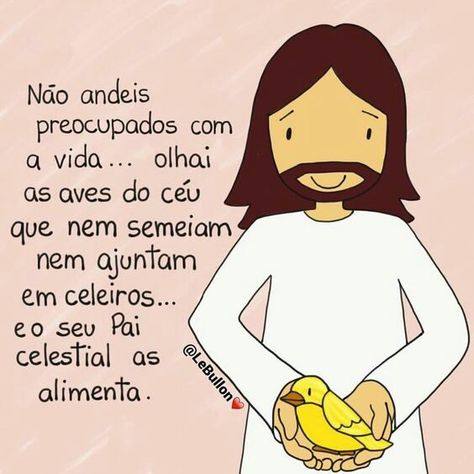 Não andeis
preocupados com
a vida... olhai
as aves do céu
que nem semeiam
nem ajuntam
em celeiros...
e o seu Pai
celestial as
alimenta.
@LeBullon